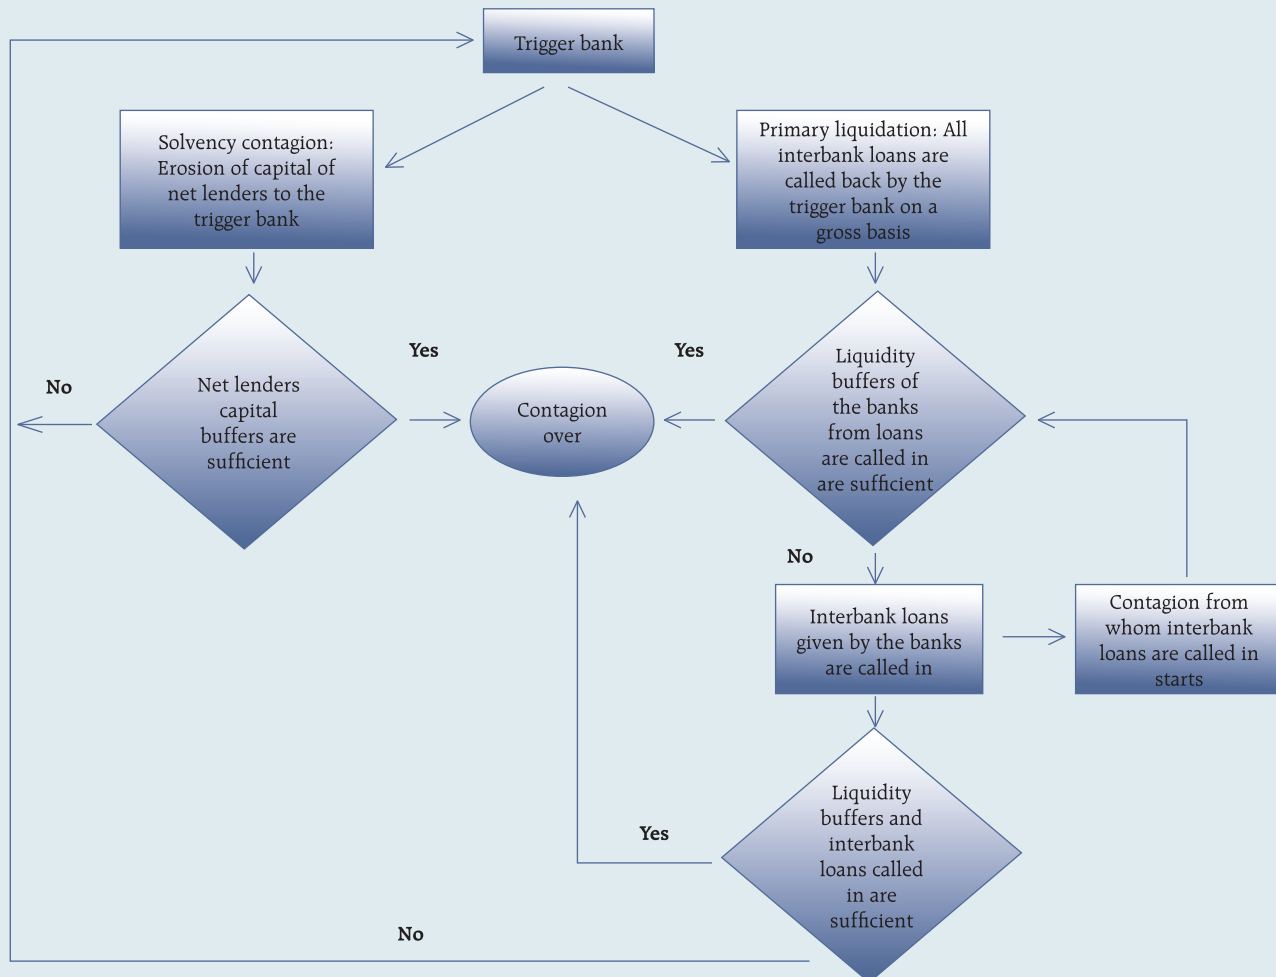 Trigger bank
Solvency contagion:
Erosion of capital of
net lenders to the
trigger bank
Primary liquidation: All
interbank loans are
called back by the
trigger bank on a
gross basis
No
Net lenders
capital
buffers are
sufficient
Yes
Contagion
over
Yes
Liquidity
buffers of
the banks
from loans
are called in
are sufficient
No
Interbank loans
given by the banks
are called in
Contagion from
whom interbank
loans are called in
starts
Liquidity
buffers and
interbank
loans called
in are
sufficient
Yes
No